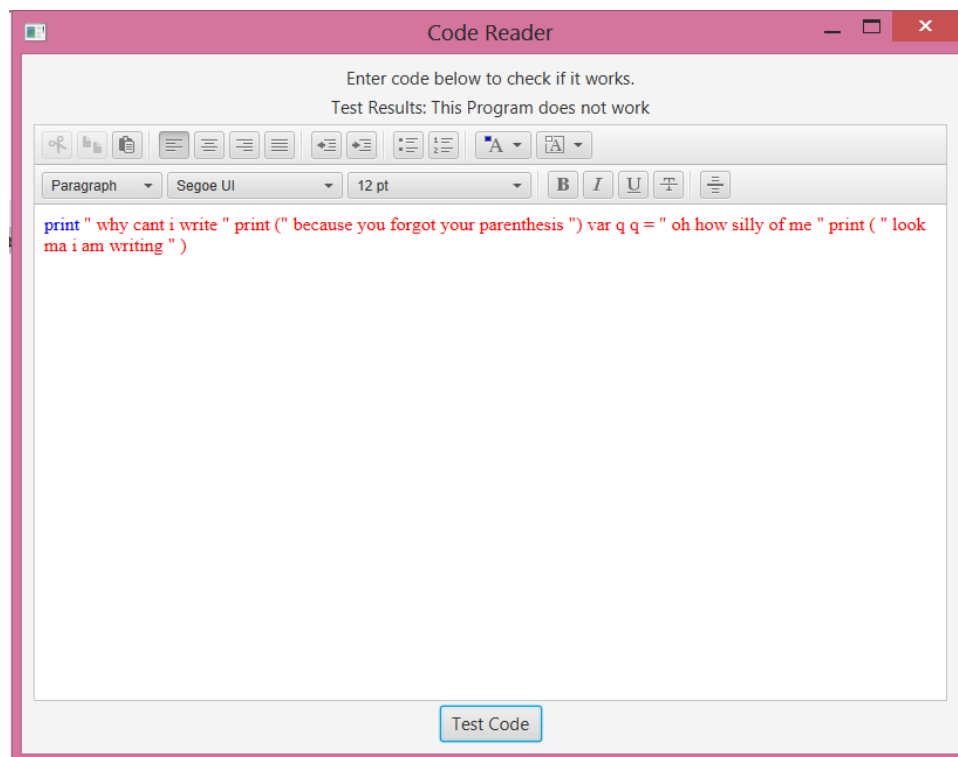 Code Reader
Enter code below to check if it works.
Test Results: This Program does not work
A A
Paragraph Segoe UI 12 pt B I U T
print " why cant i write " print (" because you forgot your parenthesis ") var q q = " oh how silly of me " print ( " look
ma i am writing " )
Test Code